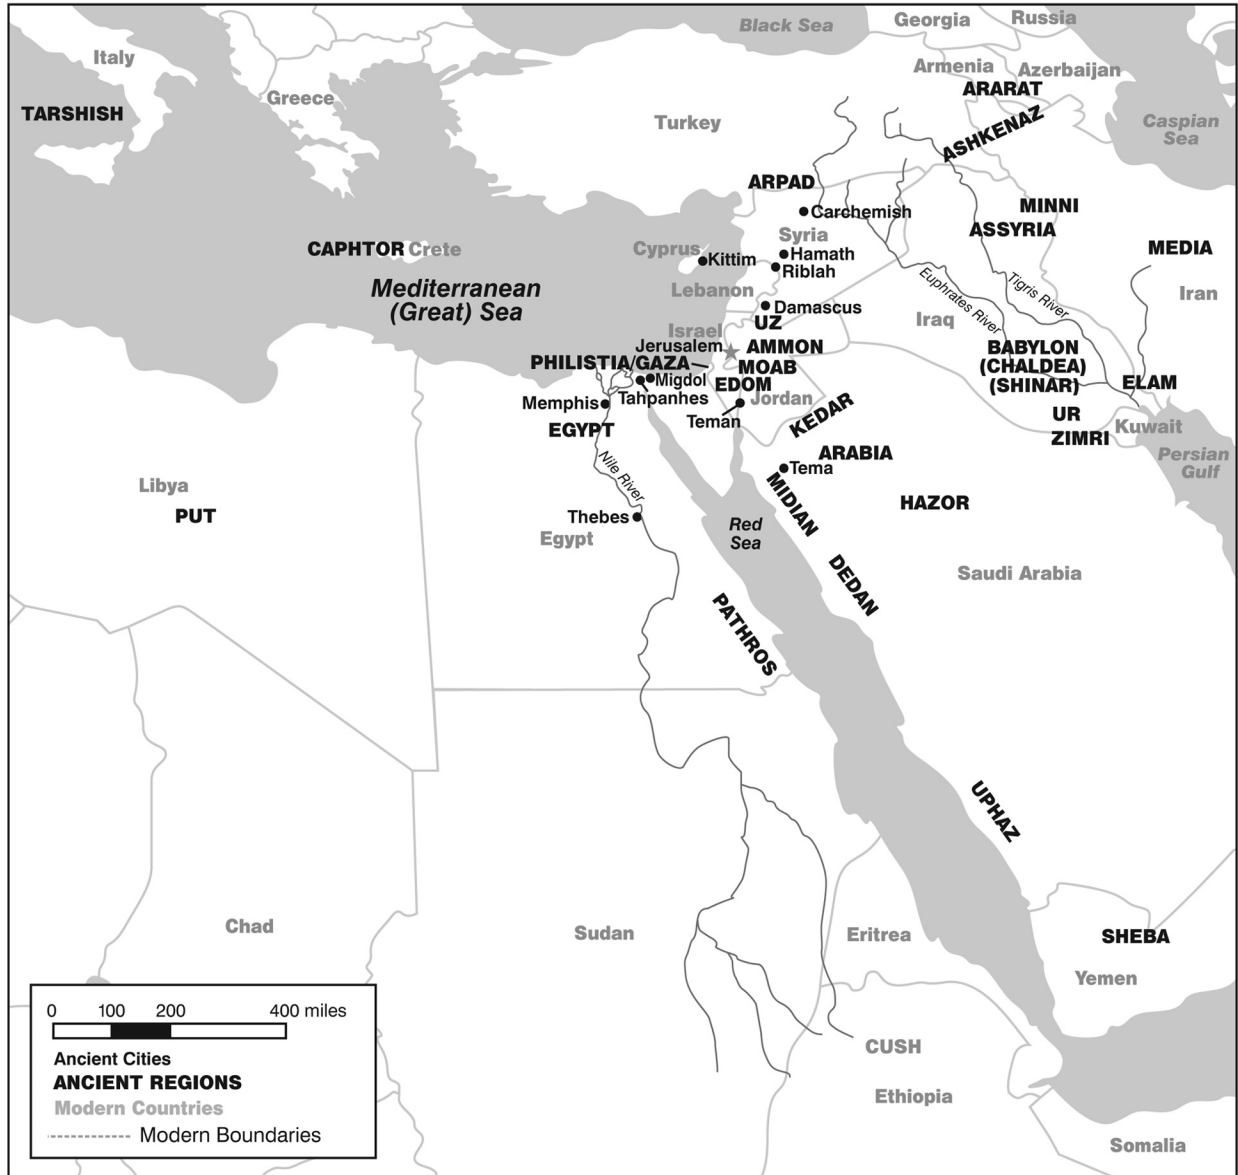 Black Sea
Georgia
Russia
Italy
Armenia
Azerbaijan
ARARAT
Greece
TARSHISH
Turkey
ASHKENAZ
Caspian
Sea
ARPAD
Carchemish
MINNI
ASSYRIA
Syria
CAPHTOR Crete
Cyprus
Kittim
Hamath
Riblah
MEDIA
Mediterranean
(Great) Sea
Lebanon
Euphrates River
Tigris River
Iran
Damascus
Iraq
UZ
Israel
Jerusalem
AMMON
BABYLON
(CHALDEA)
(SHINAR)
PHILISTIA/GAZA
MOAB
Migdol
EDOM
ELAM
Tahpanhes
Jordan
Memphis
Teman
KEDAR
UR
Kuwait
EGYPT
ZIMRI
ARABIA
Persian
Gulf
Tema
Nile River
Libya
PUT
MIDIAN
HAZOR
Thebes
Red
Sea
Egypt
Saudi Arabia
DEDAN
PATHROS
UPHAZ
Chad
Sudan
Eritrea
SHEBA
Yemen
CUSH
Ethiopia
Somalia
0 100 200 400 miles
Ancient Cities
ANCIENT REGIONS
Modern Countries
Modern Boundaries